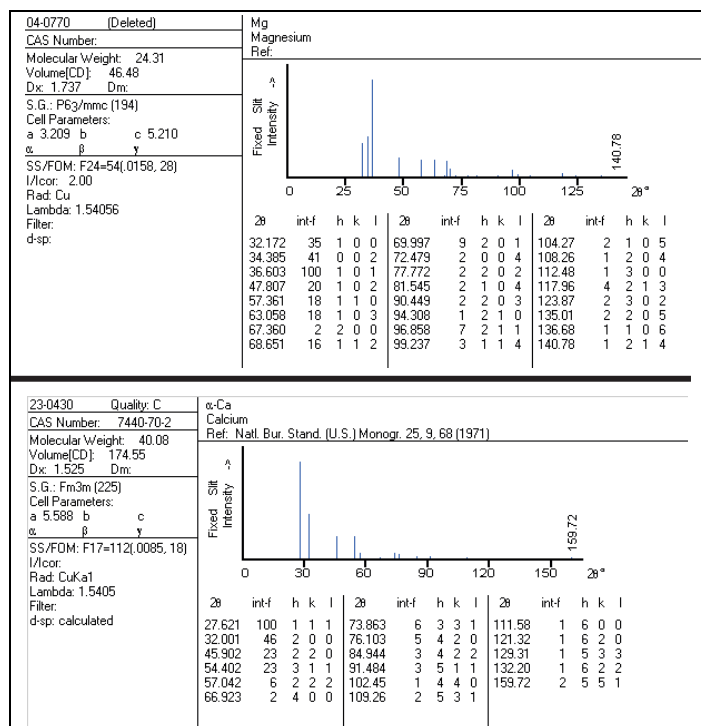 04-0770 (Deleted)
CAS Number:
Molecular Weight: 24.31
Volume[CD]: 46.48
Dx: 1.737 Dm:
S.G.: P63/mmc (194)
Cell Parameters:
a 3.209 b c 5.210
α β γ
SS/FOM: F24=54(.0158, 28)
I/Icor: 2.00
Rad: Cu
Lambda: 1.54056
Filter:
d-sp:
Mg
Magnesium
Ref:
Fixed Slit
Intensity ->
140.78
0 25 50 75 100 125 2θ°
2θ int-f h k l 2θ int-f h k l 2θ int-f h k l
32.172 35 1 0 0 69.997 9 2 0 1 104.27 2 1 0 5
34.385 41 0 0 2 72.479 2 0 0 4 108.26 1 2 0 4
36.603 100 1 0 1 77.772 2 2 0 2 112.48 1 3 0 0
47.807 20 1 0 2 81.545 2 1 0 4 117.96 4 2 1 3
57.361 18 1 1 0 90.449 2 2 0 3 123.87 2 3 0 2
63.058 18 1 0 3 94.308 1 2 1 0 135.01 2 2 0 5
67.360 2 2 0 0 96.858 7 2 1 1 136.68 1 1 0 6
68.651 16 1 1 2 99.237 3 1 1 4 140.78 1 2 1 4
23-0430 Quality: C
CAS Number: 7440-70-2
Molecular Weight: 40.08
Volume[CD]: 174.55
Dx: 1.525 Dm:
S.G.: Fm3m (225)
Cell Parameters:
a 5.588 b c
α β γ
SS/FOM: F17=112(.0085, 18)
I/Icor:
Rad: CuKa1
Lambda: 1.5405
Filter:
d-sp: calculated
α-Ca
Calcium
Ref: Natl. Bur. Stand. (U.S.) Monogr. 25, 9, 68 (1971)
Fixed Slit
Intensity ->
159.72
0 30 60 90 120 150 2θ°
2θ int-f h k l 2θ int-f h k l 2θ int-f h k l
27.621 100 1 1 1 73.863 6 3 3 1 111.58 1 6 0 0
32.001 46 2 0 0 76.103 5 4 2 0 121.32 1 6 2 0
45.902 23 2 2 0 84.944 3 4 2 2 129.31 1 5 3 3
54.402 23 3 1 1 91.484 3 5 1 1 132.20 1 6 2 2
57.042 6 2 2 2 102.45 1 4 4 0 159.72 2 5 5 1
66.923 2 4 0 0 109.26 2 5 3 1